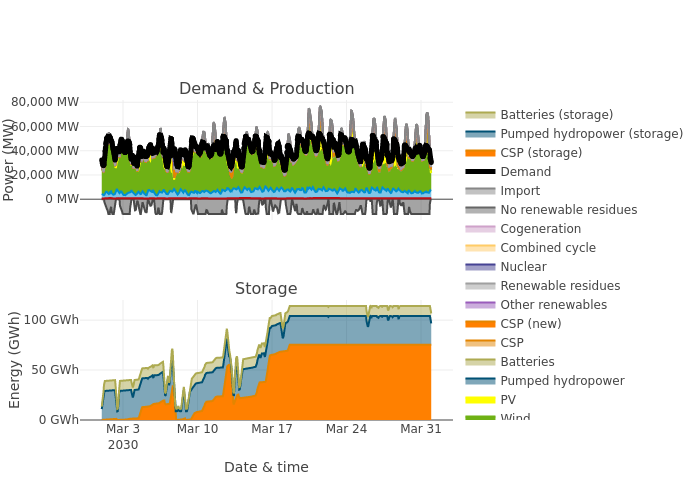 Demand & Production
80,000 MW
60,000 MW
40,000 MW
20,000 MW
0 MW
Power (MW)
Storage
100 GWh
50 GWh
0 GWh
Energy (GWh)
Mar 3
2030
Mar 10
Mar 17
Mar 24
Mar 31
Date & time
Batteries (storage)
Pumped hydropower (storage)
CSP (storage)
Demand
Import
No renewable residues
Cogeneration
Combined cycle
Nuclear
Renewable residues
Other renewables
CSP (new)
CSP
Batteries
Pumped hydropower
PV
Wind